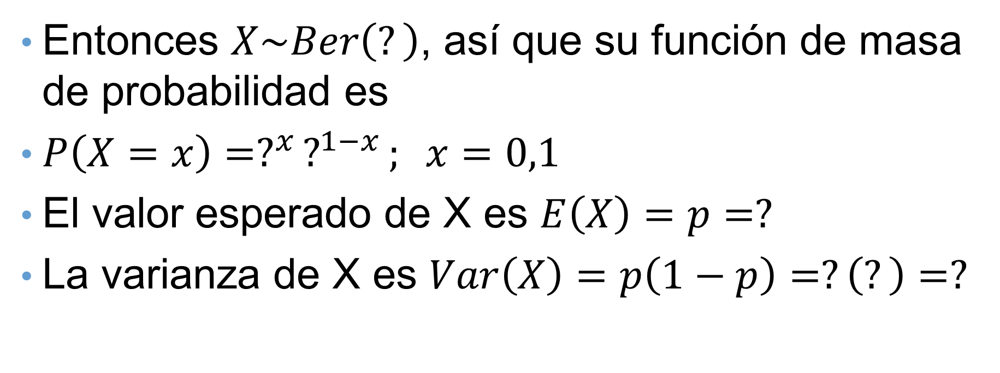 • Entonces X~Ber(? ), así que su función de masa
de probabilidad es
• P(X = x) =?ˣ ?¹⁻ˣ ; x = 0,1
• El valor esperado de X es E(X) = p =?
• La varianza de X es Var(X) = p(1 − p) =? (? ) =?